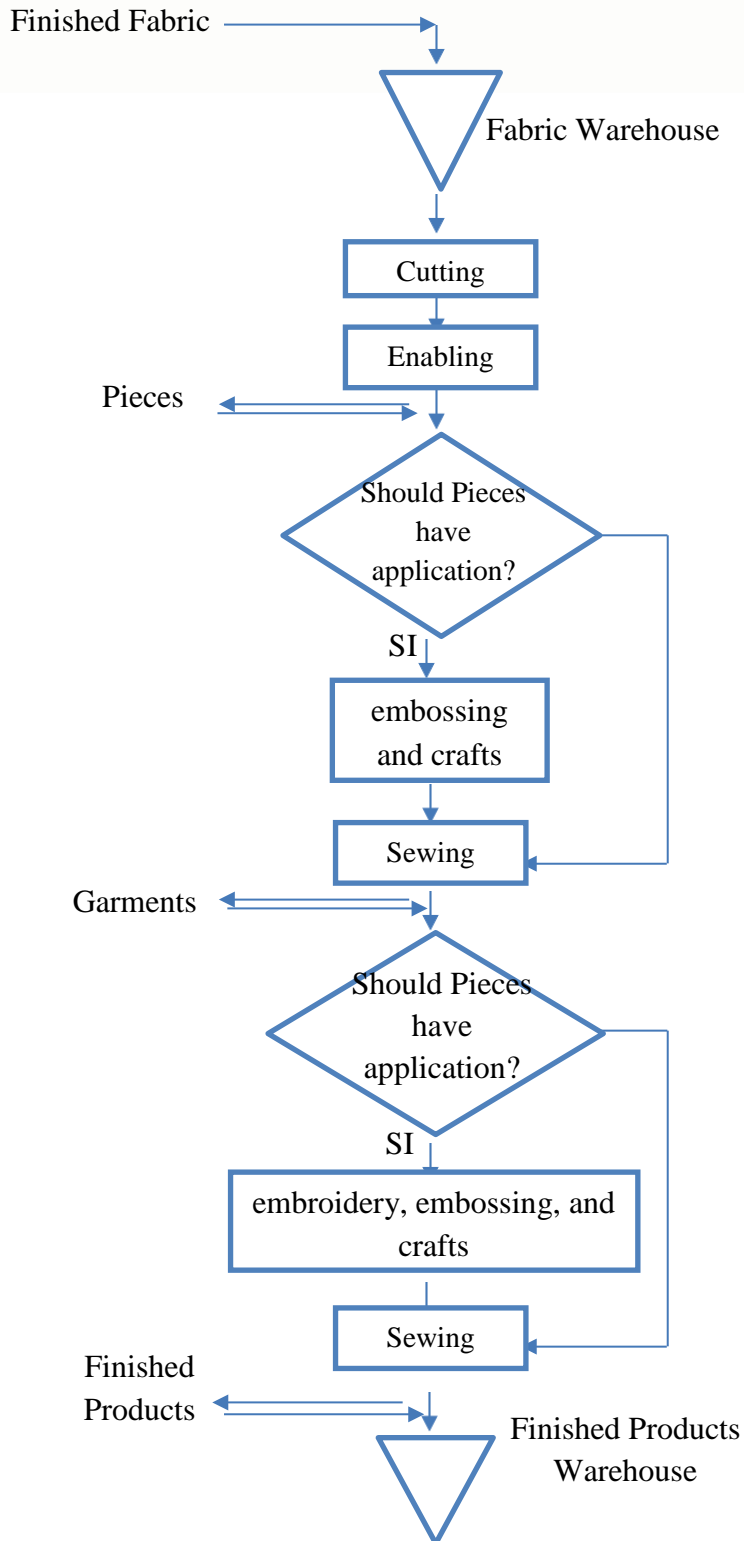 Finished Fabric
Fabric Warehouse
Cutting
Enabling
Pieces
Should Pieces
have
application?
SI
embossing
and crafts
Sewing
Garments
Should Pieces
have
application?
SI
embroidery, embossing, and
crafts
Sewing
Finished
Products
Finished Products
Warehouse